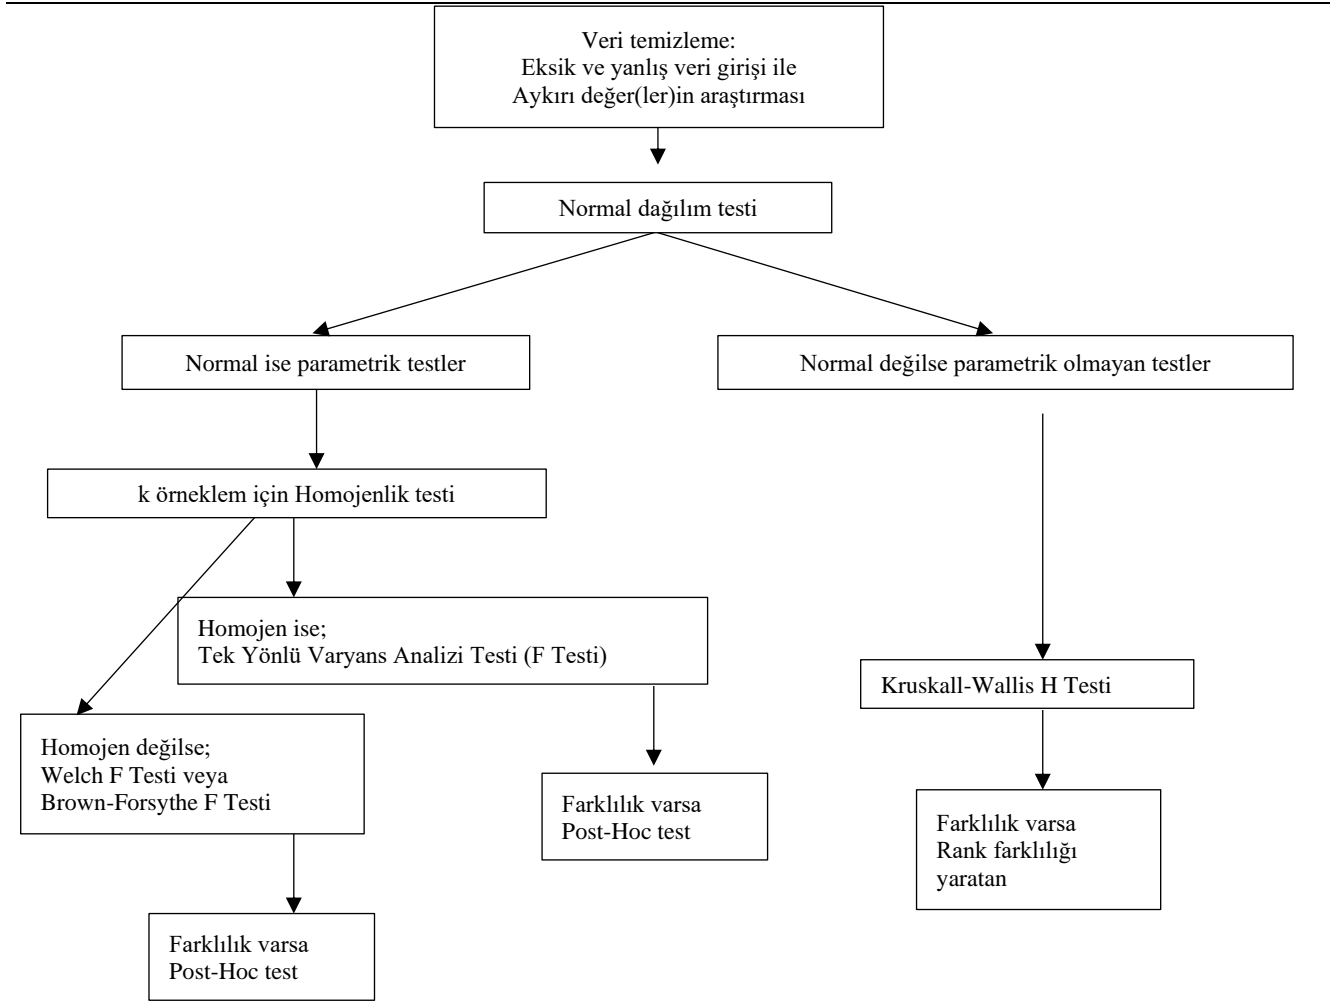 Veri temizleme:
Eksik ve yanlış veri girişi ile
Aykırı değer(ler)in araştırması
Normal dağılım testi
Normal ise parametrik testler
Normal değilse parametrik olmayan testler
k örneklem için Homojenlik testi
Homojen ise;
Tek Yönlü Varyans Analizi Testi (F Testi)
Kruskall-Wallis H Testi
Homojen değilse;
Welch F Testi veya
Brown-Forsythe F Testi
Farklılık varsa
Post-Hoc test
Farklılık varsa
Rank farklılığı
yaratan
Farklılık varsa
Post-Hoc test